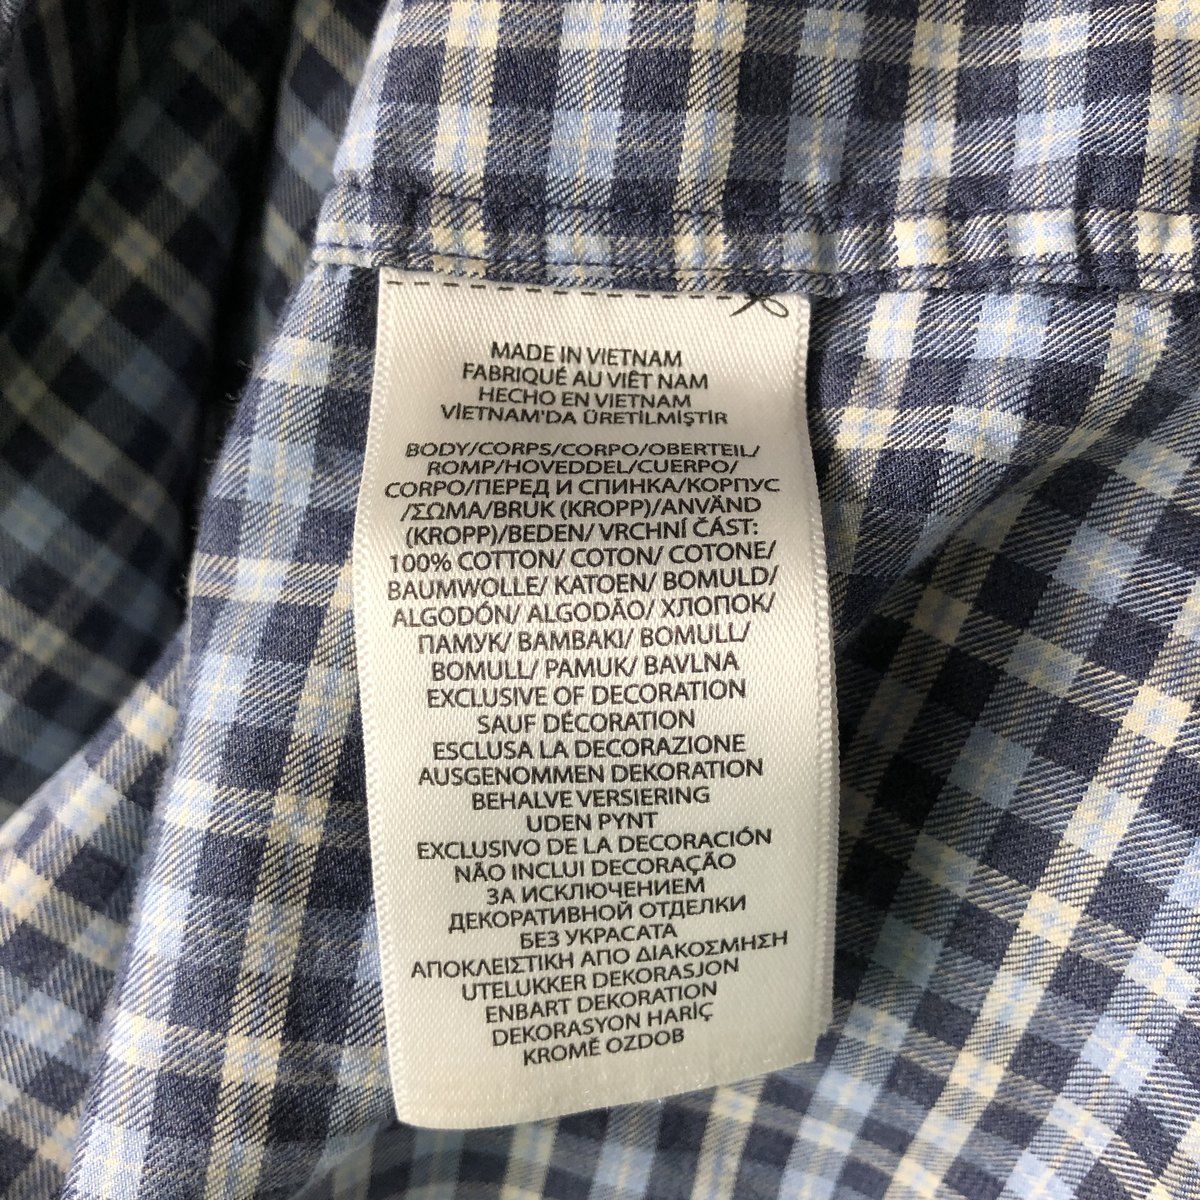 MADE IN VIETNAM
FABRIQUÉ AU VIÊT NAM
HECHO EN VIETNAM
VİETNAM'DA ÜRETİLMİŞTİR
BODY/CORPS/CORPO/OBERTEIL/
ROMP/HOVEDDEL/CUERPO/
CORPO/ПЕРЕД И СПИНКА/КОРПУС
/ΣΩΜΑ/BRUK (KROPP)/ANVÄND
(KROPP)/BEDEN/ VRCHNÍ ČÁST:
100% COTTON/ COTON/ COTONE/
BAUMWOLLE/ KATOEN/ BOMULD/
ALGODÓN/ ALGODÃO/ ХЛОПОК/
ПАМУК/ ΒΑΜΒΑΚΙ/ BOMULL/
BOMULL/ PAMUK/ BAVLNA
EXCLUSIVE OF DECORATION
SAUF DÉCORATION
ESCLUSA LA DECORAZIONE
AUSGENOMMEN DEKORATION
BEHALVE VERSIERING
UDEN PYNT
EXCLUSIVO DE LA DECORACIÓN
NÃO INCLUI DECORAÇÃO
ЗА ИСКЛЮЧЕНИЕМ
ДЕКОРАТИВНОЙ ОТДЕЛКИ
БЕЗ УКРАСАТА
ΑΠΟΚΛΕΙΣΤΙΚΗ ΑΠΟ ΔΙΑΚΟΣΜΗΣΗ
UTELUKKER DEKORASJON
ENBART DEKORATION
DEKORASYON HARİÇ
KROMĚ OZDOB